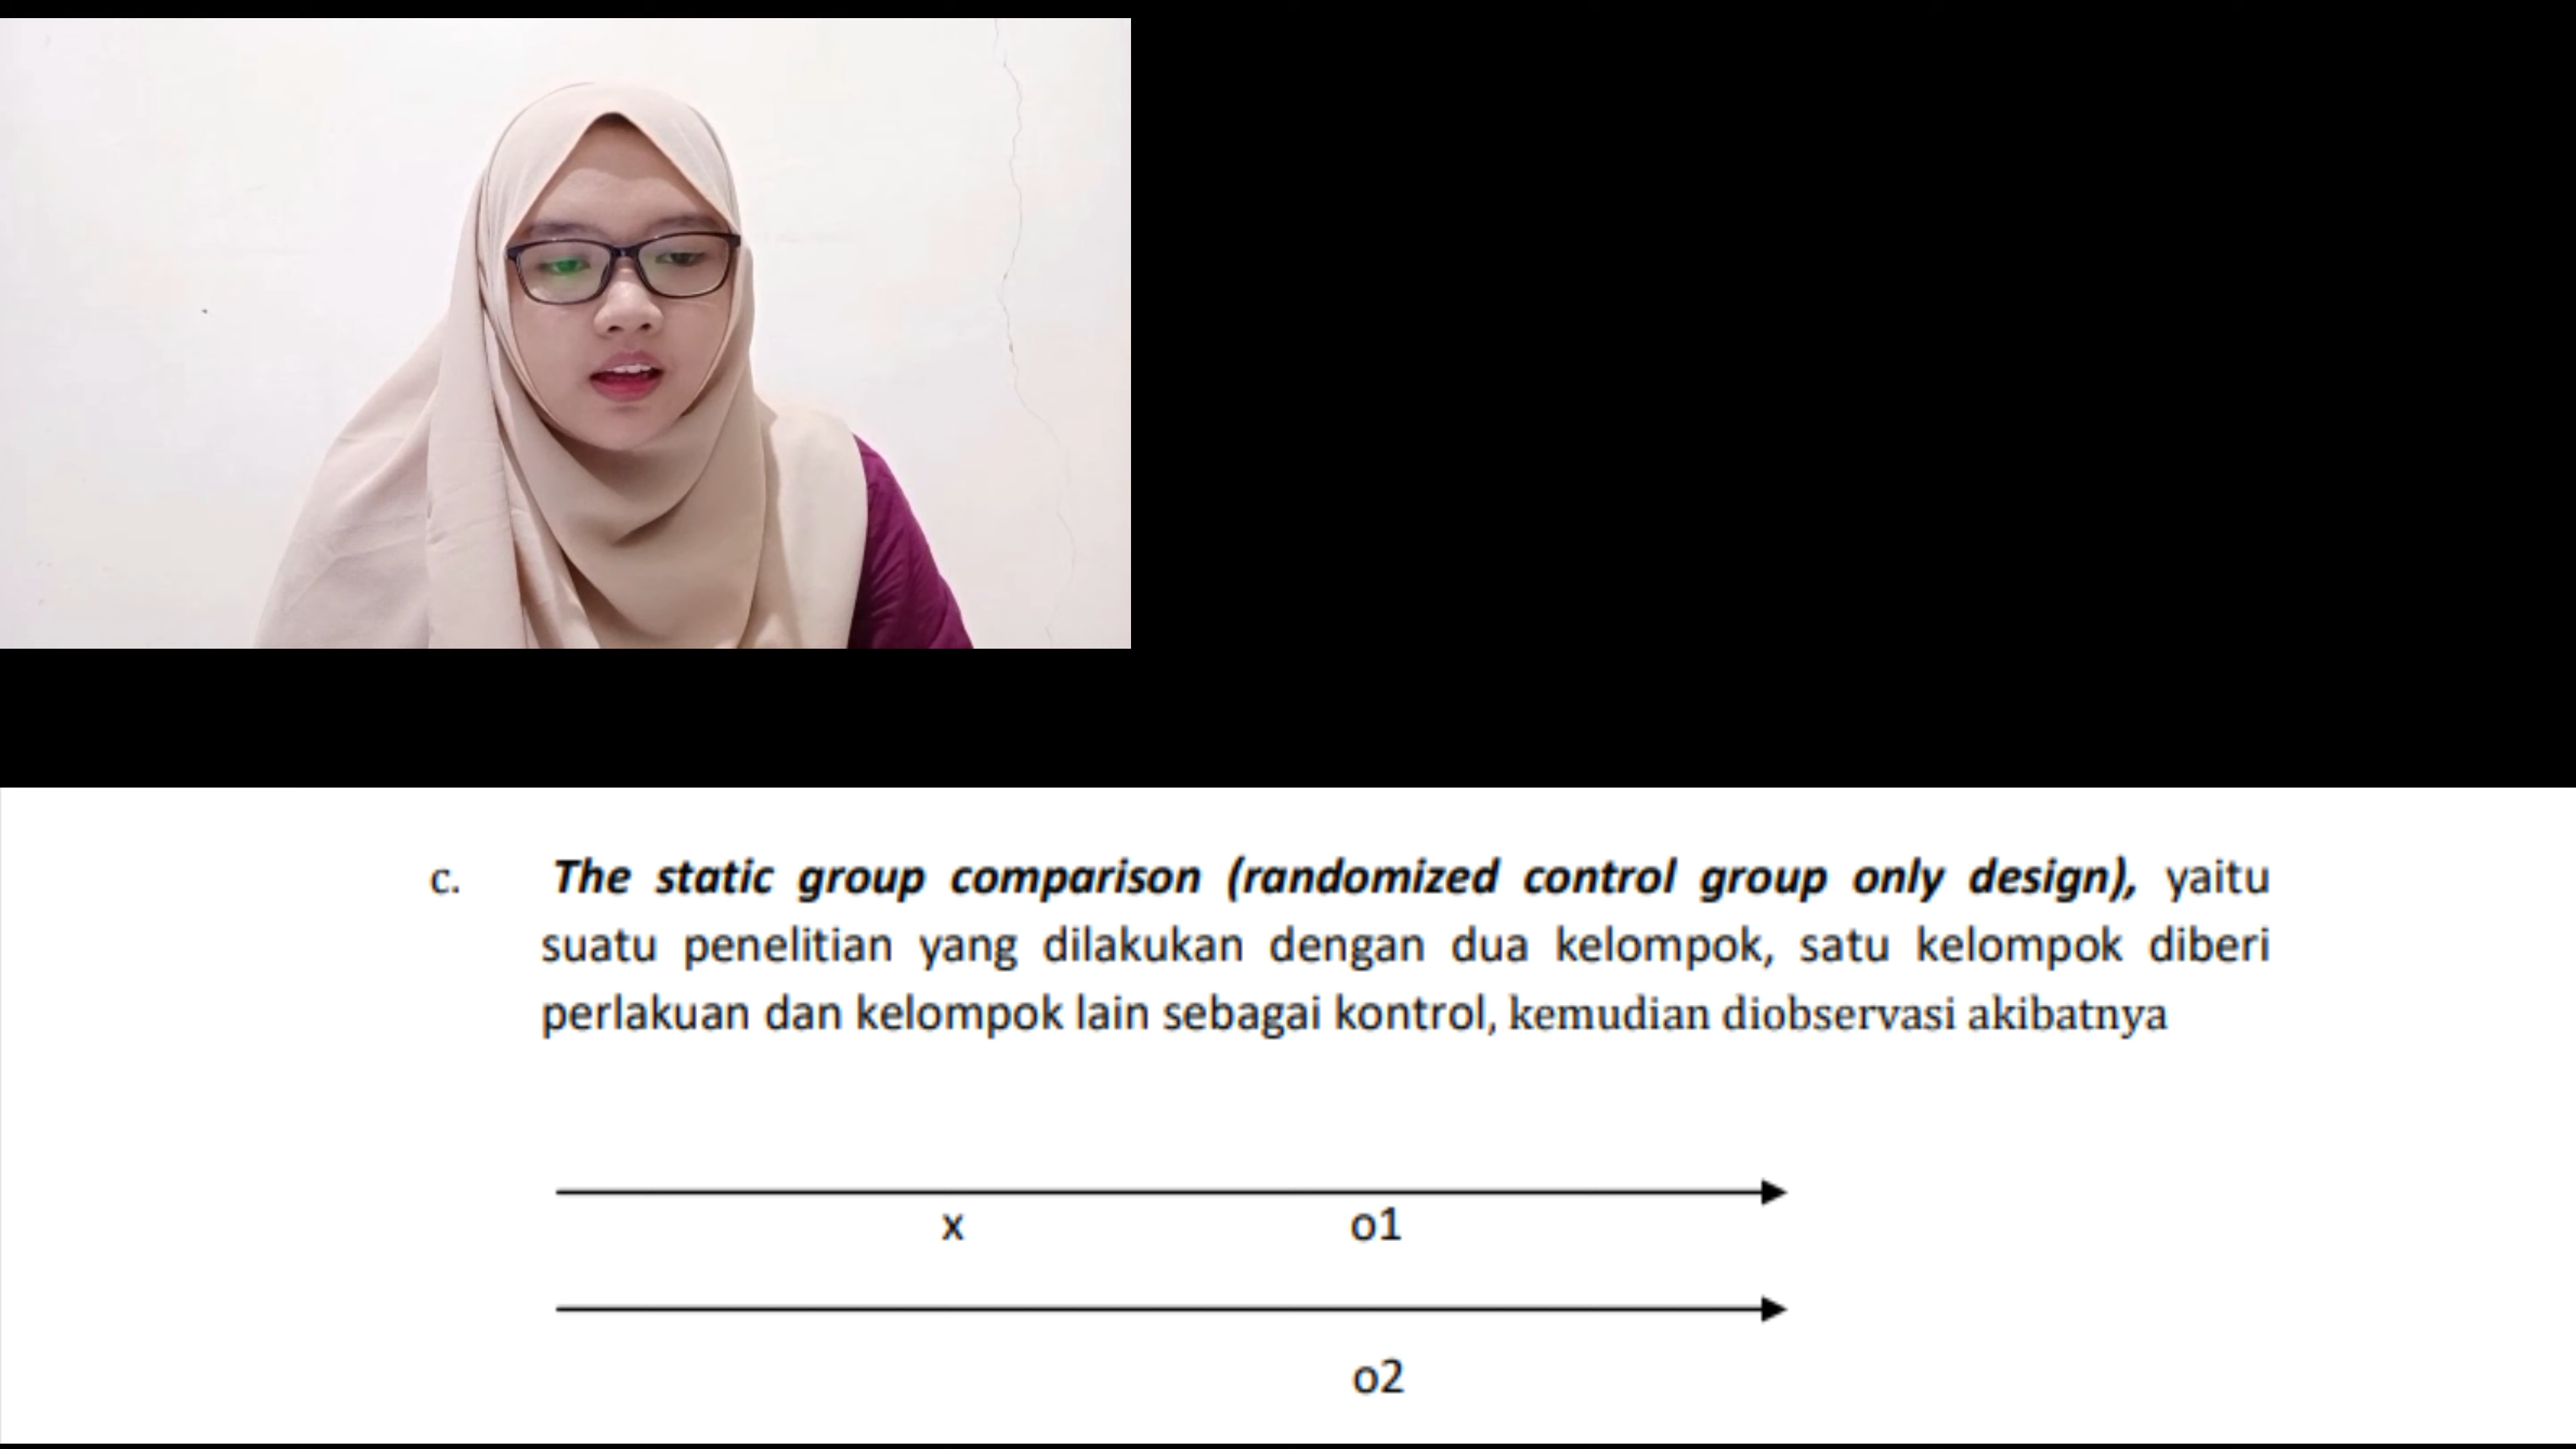 c. The static group comparison (randomized control group only design), yaitu
suatu penelitian yang dilakukan dengan dua kelompok, satu kelompok diberi
perlakuan dan kelompok lain sebagai kontrol, kemudian diobservasi akibatnya
x o1
o2